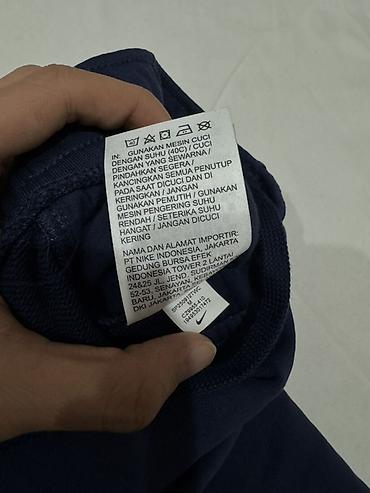 IN: GUNAKAN MESIN CUCI
DENGAN SUHU (40C) / CUCI
DENGAN YANG SEWARNA /
PINDAHKAN SEGERA /
KANCINGKAN SEMUA PENUTUP
PADA SAAT DICUCI DAN DI
KERINGKAN / JANGAN
GUNAKAN PEMUTIH / GUNAKAN
MESIN PENGERING SUHU
RENDAH / SETERIKA SUHU
HANGAT / JANGAN DICUCI
KERING
NAMA DAN ALAMAT IMPORTIR:
PT NIKE INDONESIA, JAKARTA
GEDUNG BURSA EFEK
INDONESIA TOWER 2 LANTAI
24&25 JL. JEND. SUDIRMAN
52-53, SENAYAN, KEBAY
BARU, JAKARTA
DKI JAKARTA